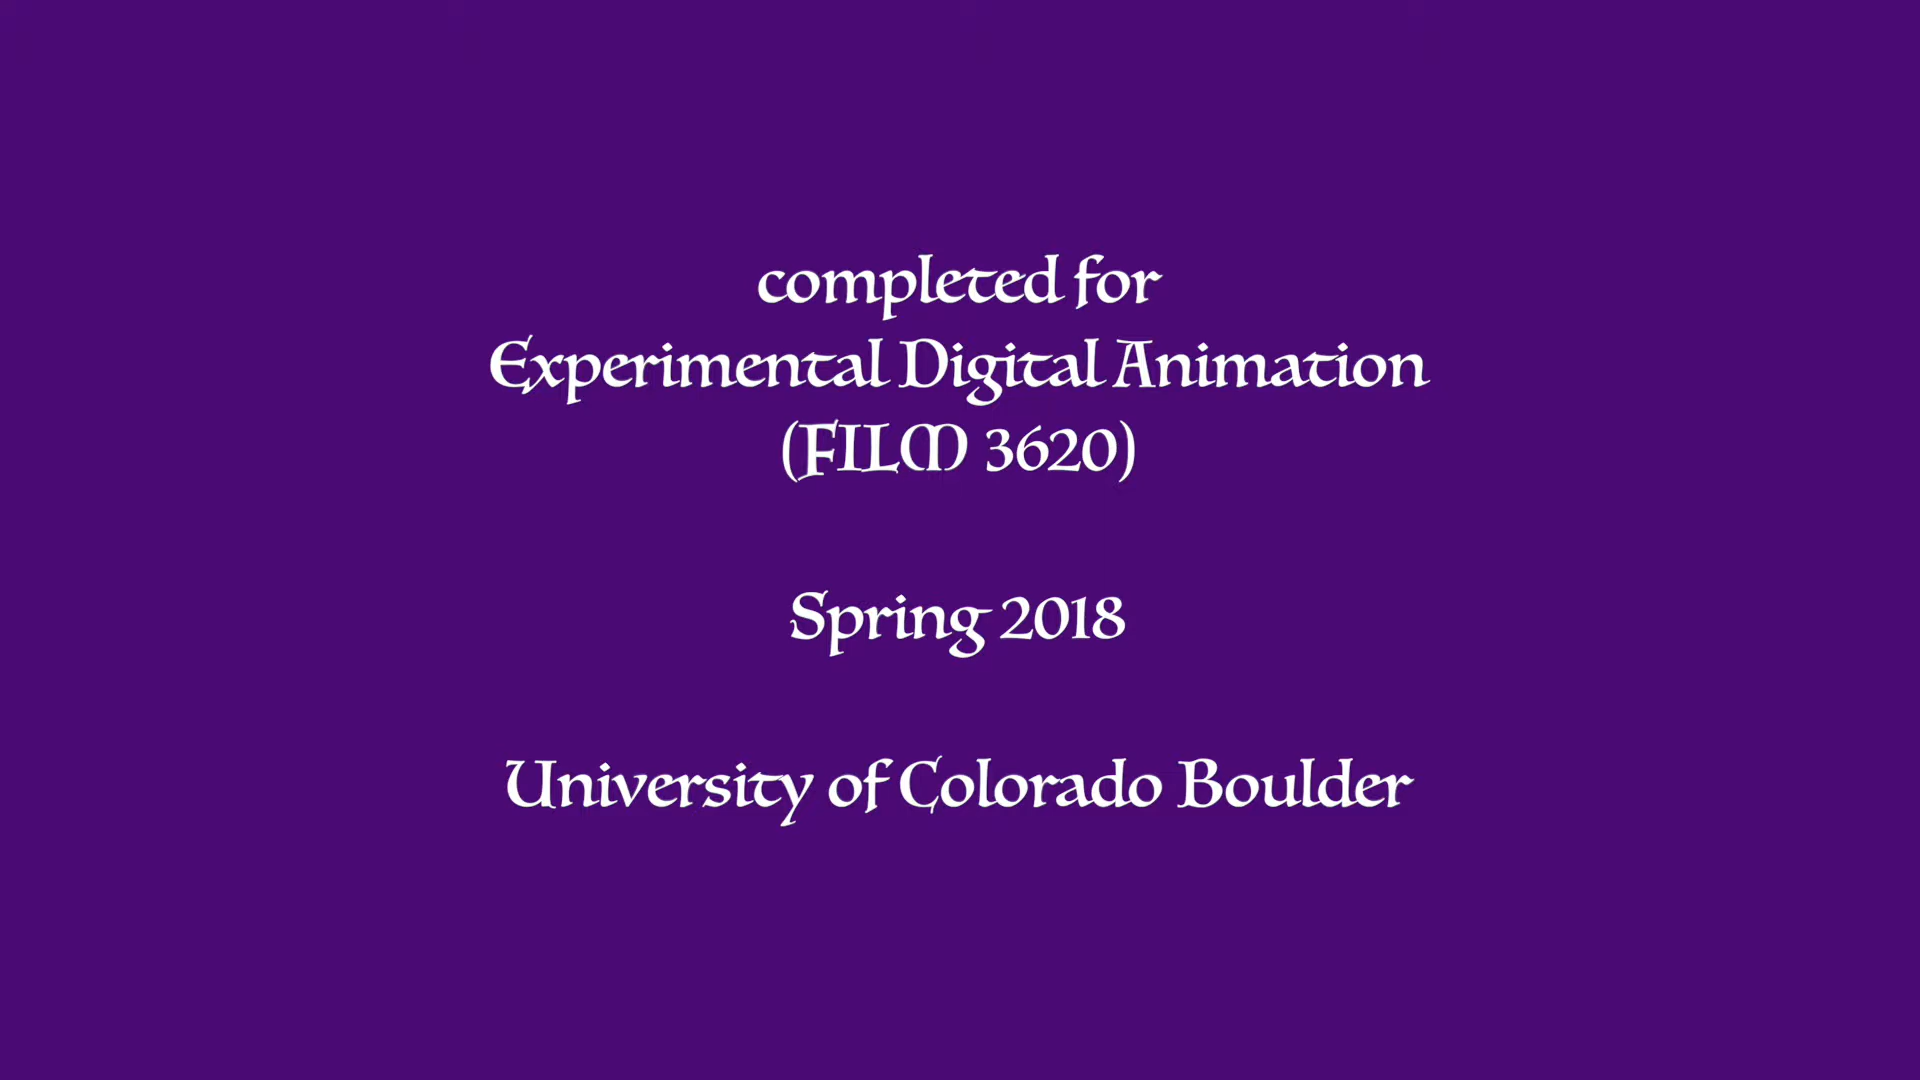 completed for
Experimental Digital Animation
(FILM 3620)
Spring 2018
University of Colorado Boulder